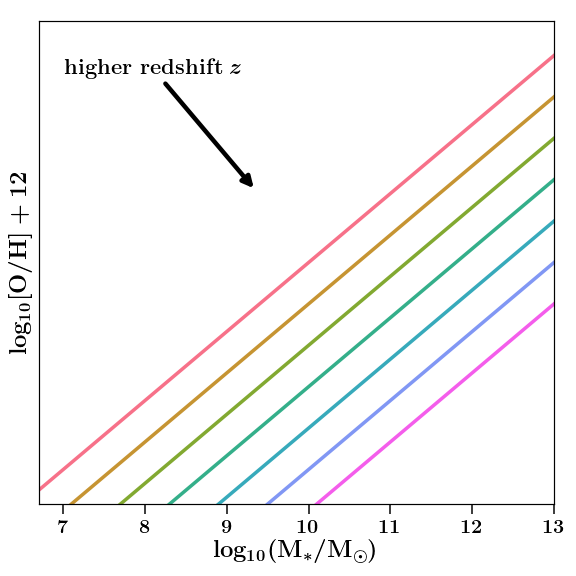 higher redshift z
log₁₀[O/H] + 12
7 8 9 10 11 12 13
log₁₀(M∗/M⊙)